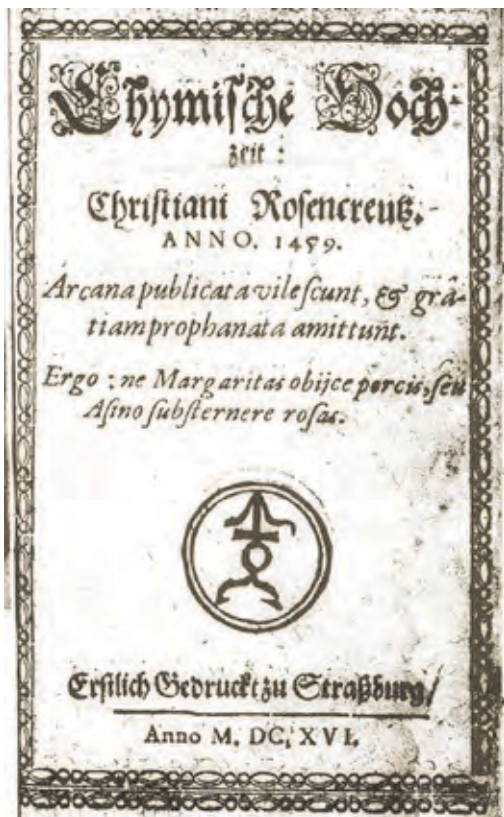 Chymische Hoch-
zeit:
Christiani Rosencreutz.
ANNO. 1459.
Arcana publicata vilescunt, & gra-
tiam prophanata amittunt.
Ergo: ne Margaritas obijce porcis, seu
Asino substernere rosas.
Erstlich Gedruckt zu Straßburg/
Anno M. DC, XVI.